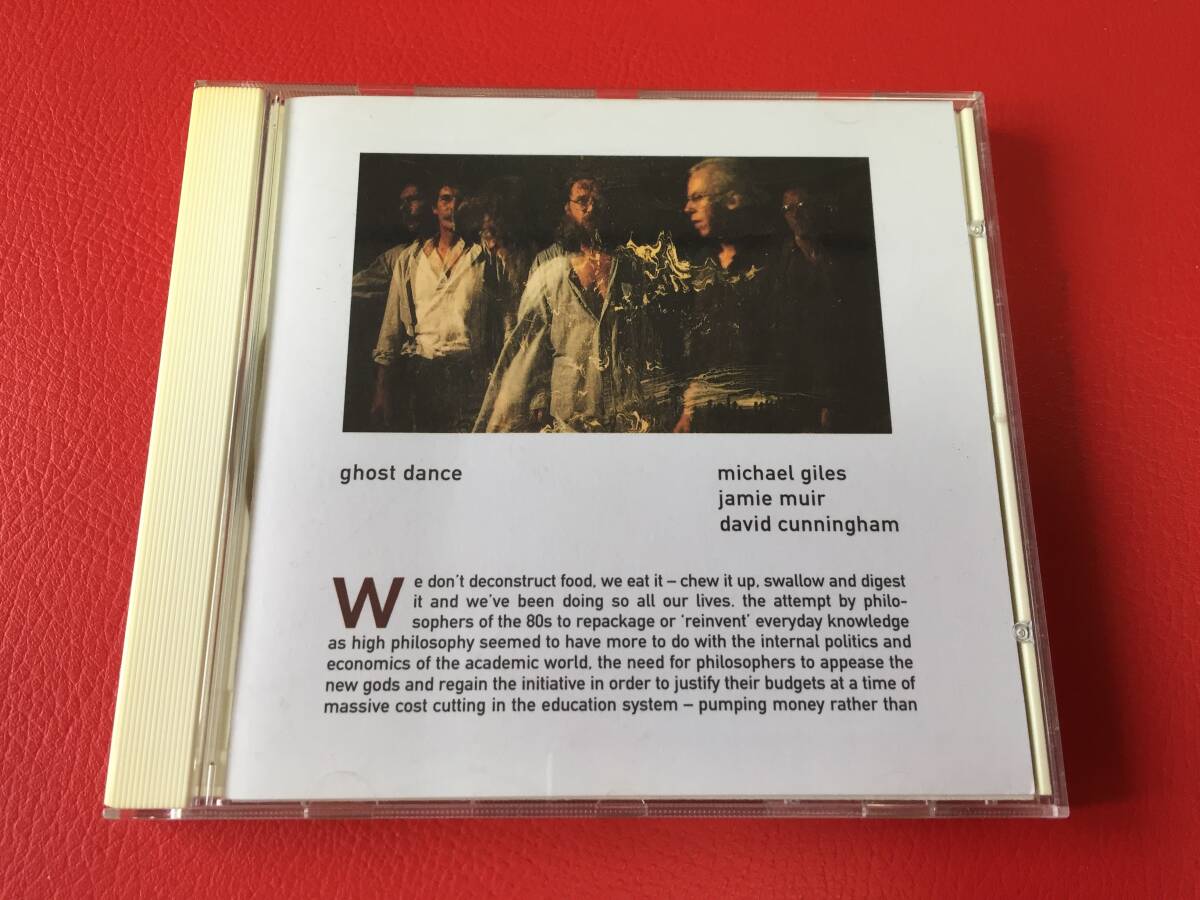 ghost dance
michael giles
jamie muir
david cunningham
We don't deconstruct food, we eat it – chew it up, swallow and digest
it and we've been doing so all our lives. the attempt by philo-
sophers of the 80s to repackage or 'reinvent' everyday knowledge
as high philosophy seemed to have more to do with the internal politics and
economics of the academic world, the need for philosophers to appease the
new gods and regain the initiative in order to justify their budgets at a time of
massive cost cutting in the education system – pumping money rather than